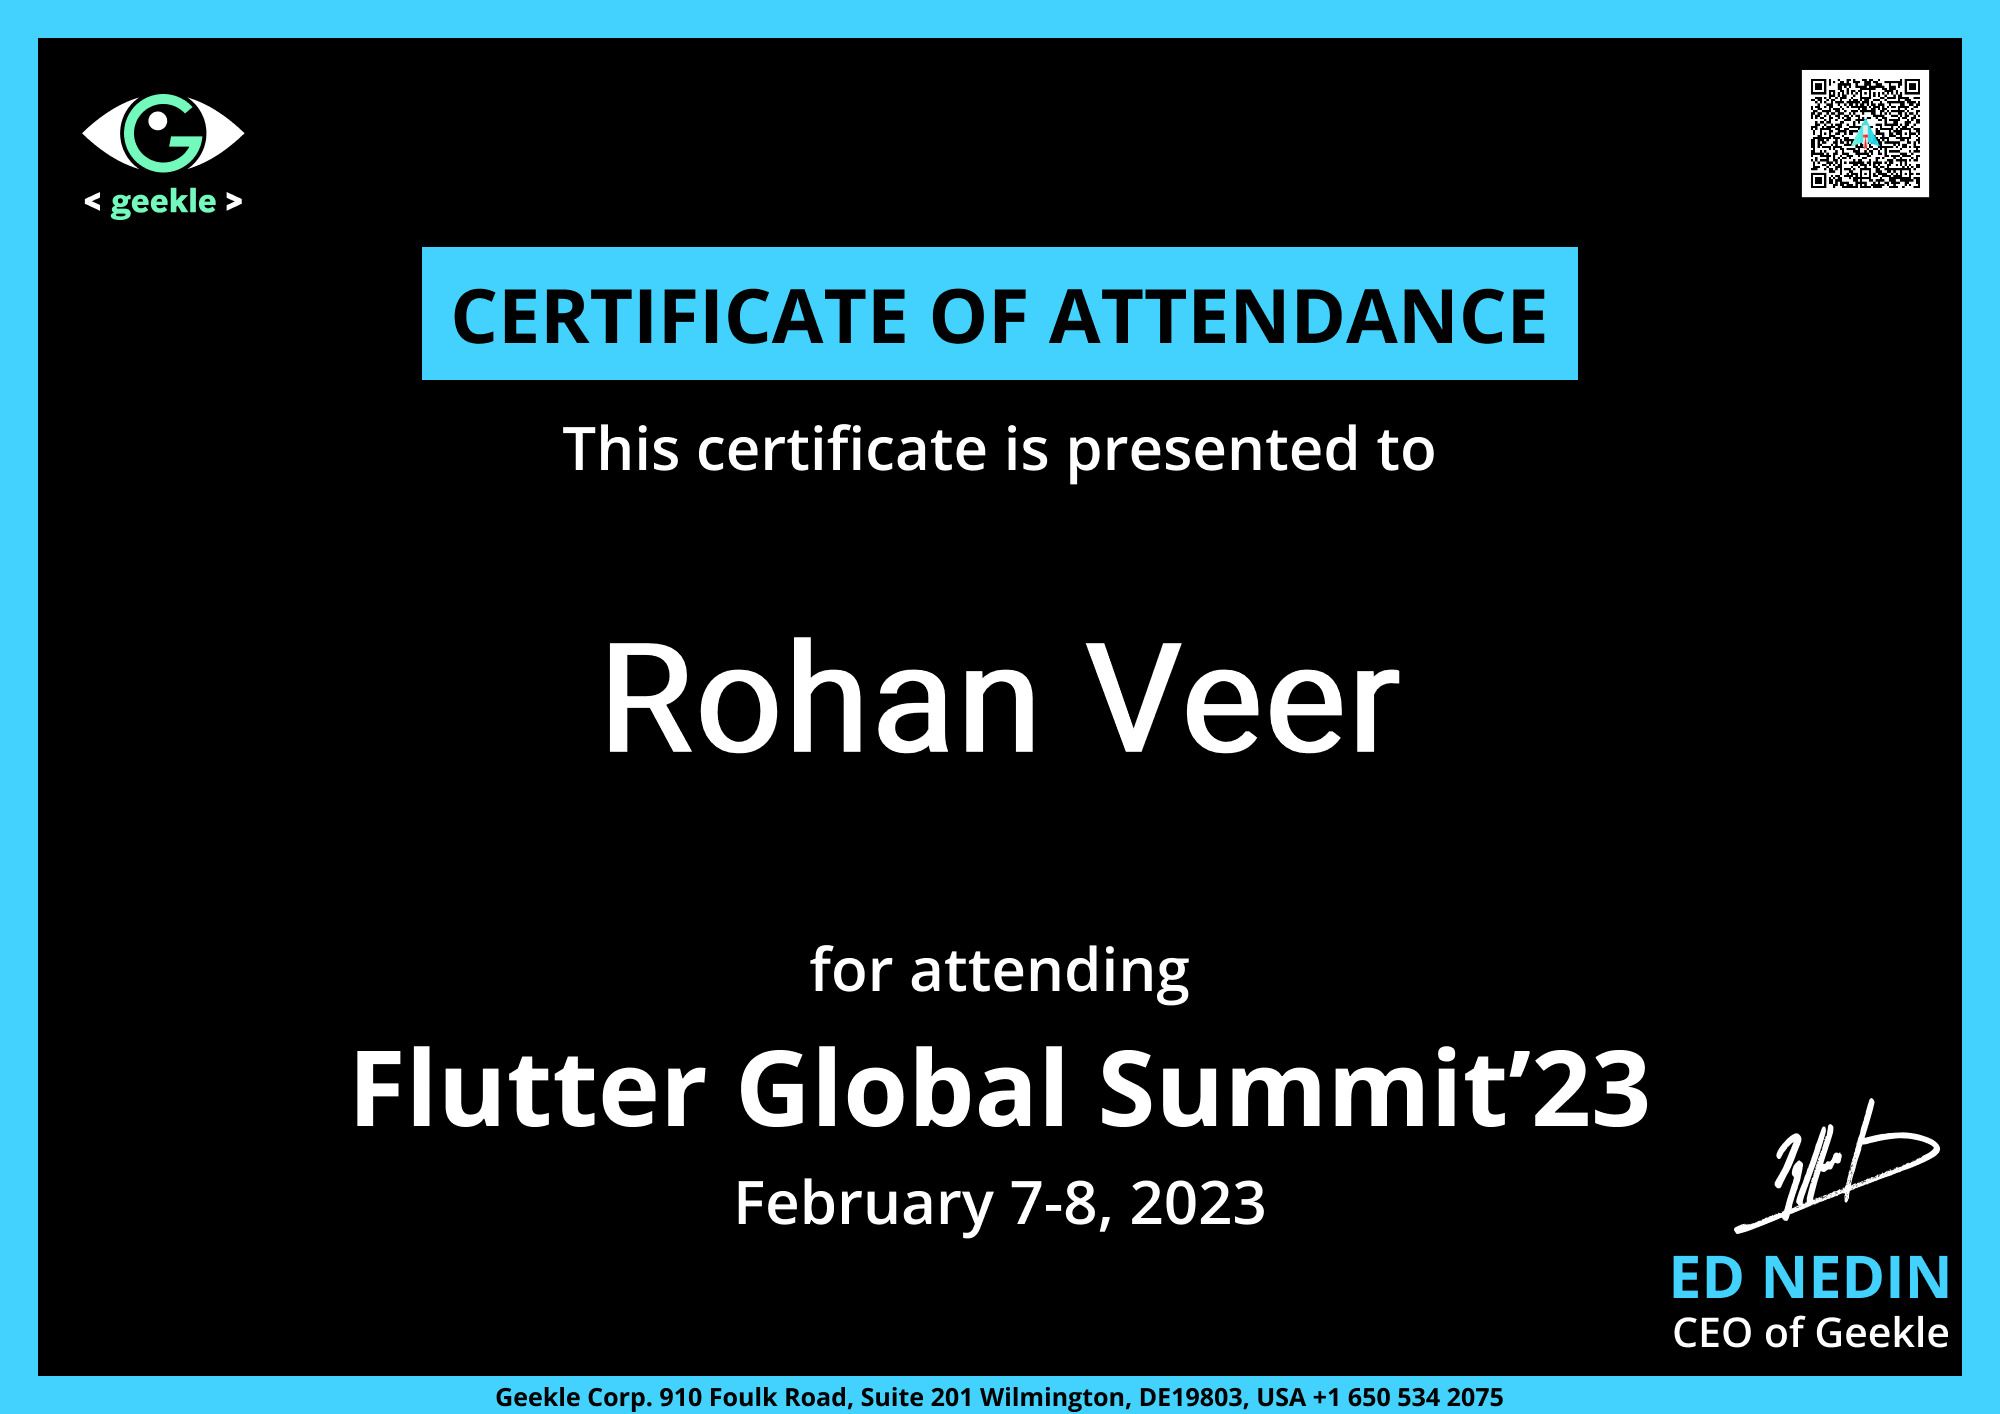 < geekle >
CERTIFICATE OF ATTENDANCE
This certificate is presented to
Rohan Veer
for attending
Flutter Global Summit’23
February 7-8, 2023
ED NEDIN
CEO of Geekle
Geekle Corp. 910 Foulk Road, Suite 201 Wilmington, DE19803, USA +1 650 534 2075